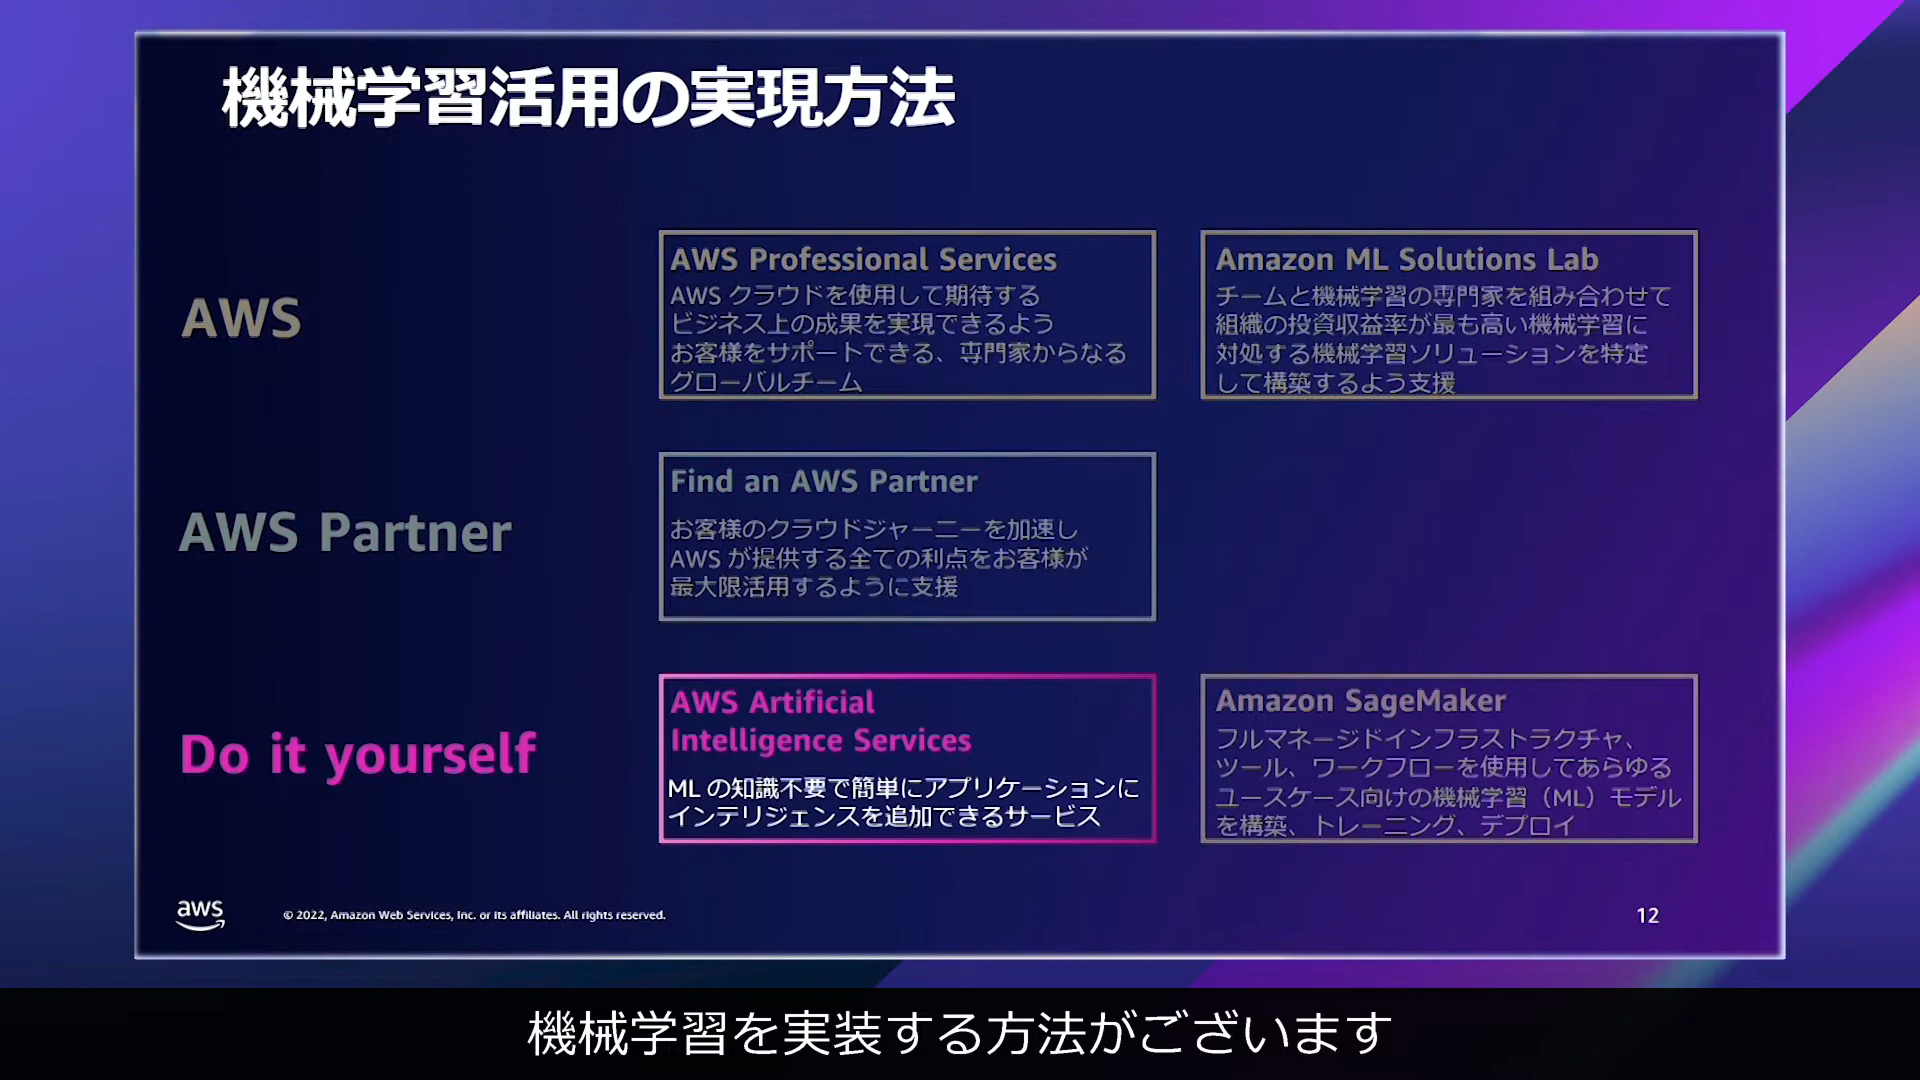 機械学習活用の実現方法
AWS
AWS Professional Services
AWS クラウドを使用して期待する
ビジネス上の成果を実現できるよう
お客様をサポートできる、専門家からなる
グローバルチーム
Amazon ML Solutions Lab
チームと機械学習の専門家を組み合わせて
組織の投資収益率が最も高い機械学習に
対処する機械学習ソリューションを特定
して構築するよう支援
AWS Partner
Find an AWS Partner
お客様のクラウドジャーニーを加速し
AWS が提供する全ての利点をお客様が
最大限活用するように支援
Do it yourself
AWS Artificial
Intelligence Services
ML の知識不要で簡単にアプリケーションに
インテリジェンスを追加できるサービス
Amazon SageMaker
フルマネージドインフラストラクチャ、
ツール、ワークフローを使用してあらゆる
ユースケース向けの機械学習（ML）モデル
を構築、トレーニング、デプロイ
aws
© 2022, Amazon Web Services, Inc. or its affiliates. All rights reserved.
12
機械学習を実装する方法がございます